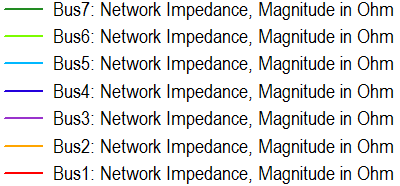 Bus7: Network Impedance, Magnitude in Ohm
Bus6: Network Impedance, Magnitude in Ohm
Bus5: Network Impedance, Magnitude in Ohm
Bus4: Network Impedance, Magnitude in Ohm
Bus3: Network Impedance, Magnitude in Ohm
Bus2: Network Impedance, Magnitude in Ohm
Bus1: Network Impedance, Magnitude in Ohm